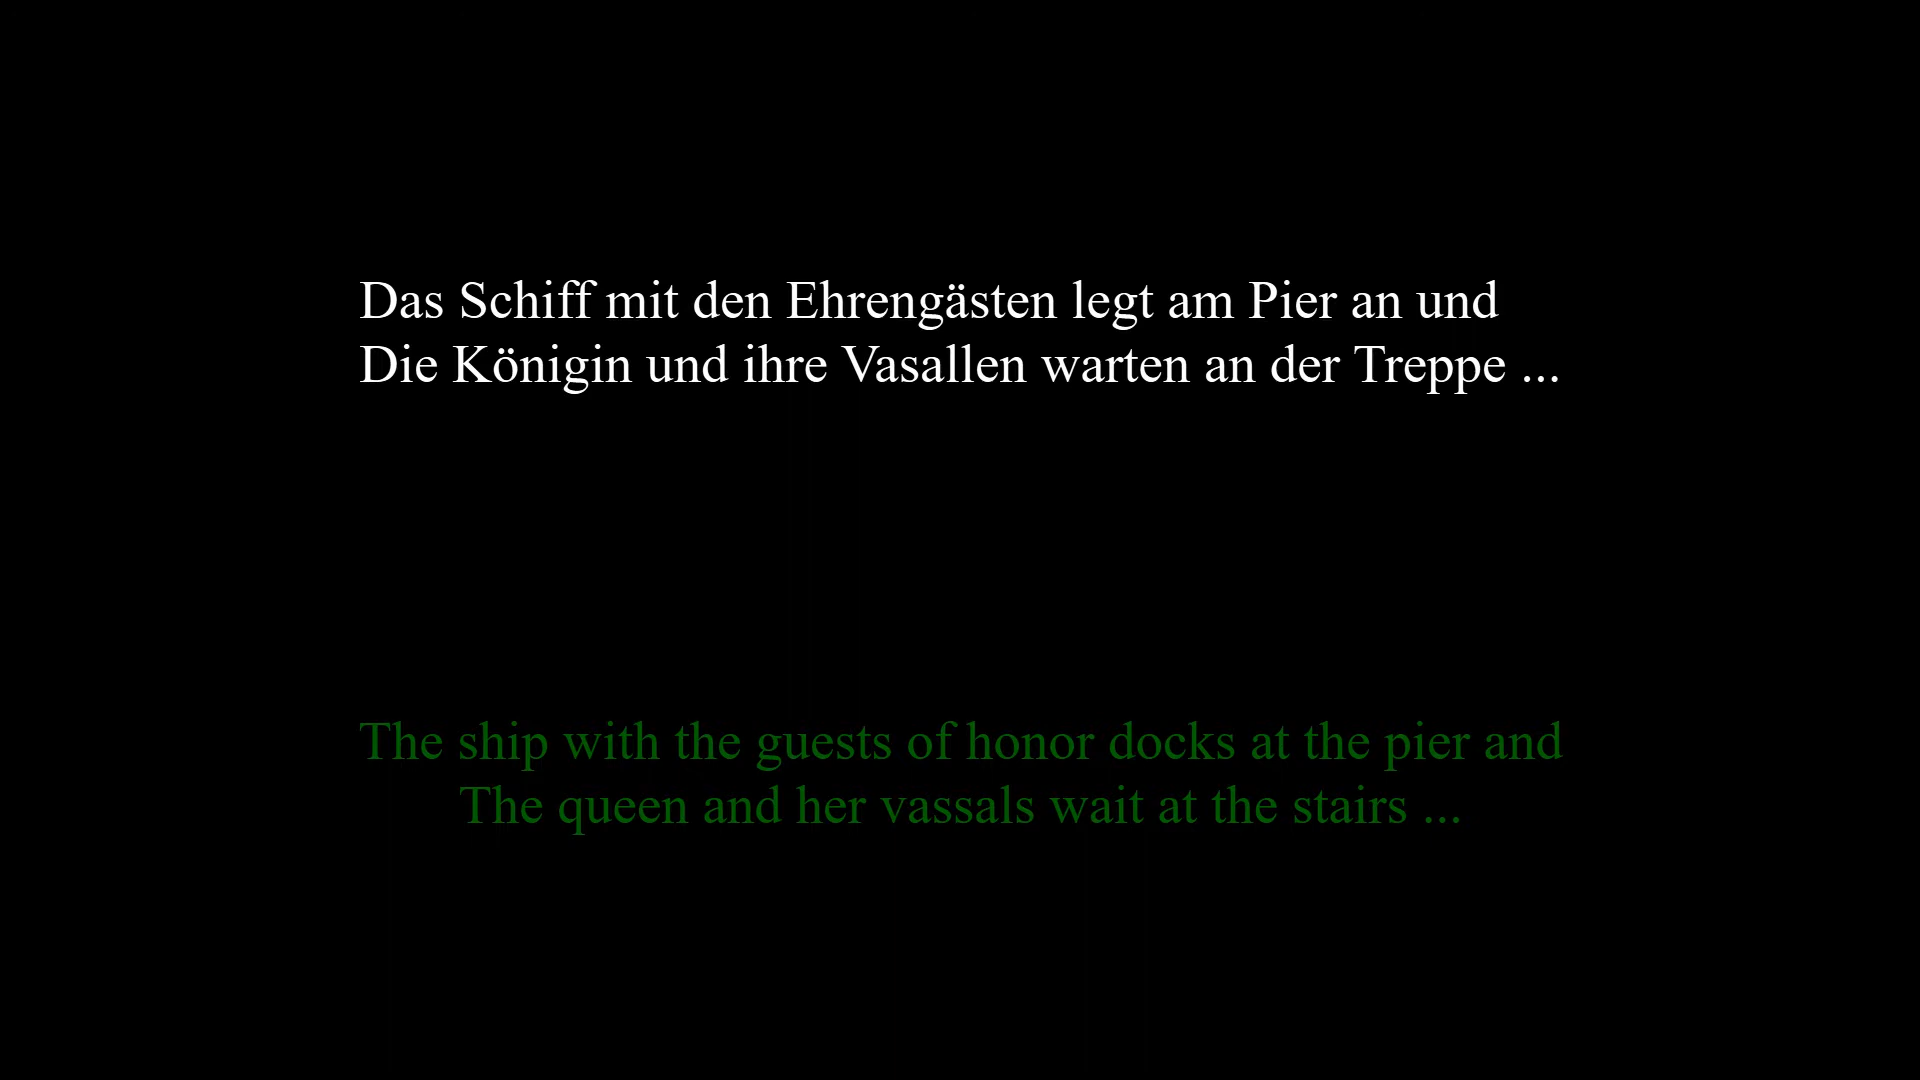 Das Schiff mit den Ehrengästen legt am Pier an und
Die Königin und ihre Vasallen warten an der Treppe ...
The ship with the guests of honor docks at the pier and
The queen and her vassals wait at the stairs ...